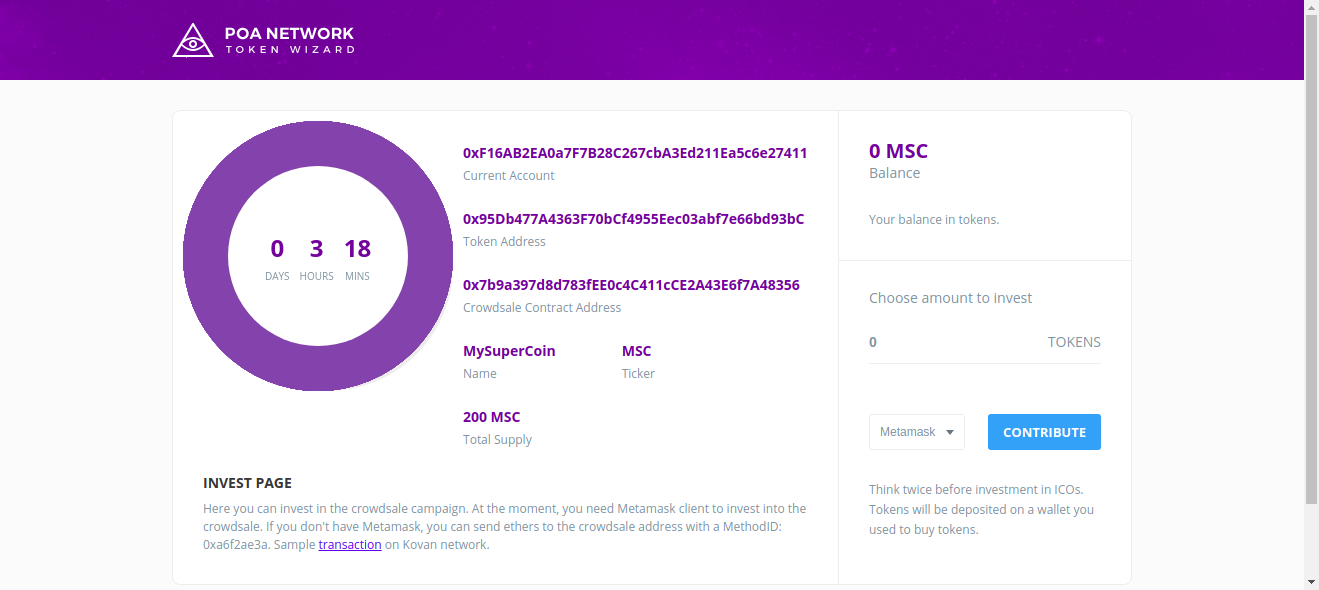 POA NETWORK
TOKEN WIZARD
0 3 18
DAYS HOURS MINS
0xF16AB2EA0a7F7B28C267cbA3Ed211Ea5c6e27411
Current Account
0x95Db477A4363F70bCf4955Eec03abf7e66bd93bC
Token Address
0x7b9a397d8d783fEE0c4C411cCE2A43E6f7A48356
Crowdsale Contract Address
MySuperCoin MSC
Name Ticker
200 MSC
Total Supply
INVEST PAGE
Here you can invest in the crowdsale campaign. At the moment, you need Metamask client to invest into the
crowdsale. If you don't have Metamask, you can send ethers to the crowdsale address with a MethodID:
0xa6f2ae3a. Sample transaction on Kovan network.
0 MSC
Balance
Your balance in tokens.
Choose amount to invest
0 TOKENS
Metamask CONTRIBUTE
Think twice before investment in ICOs.
Tokens will be deposited on a wallet you
used to buy tokens.